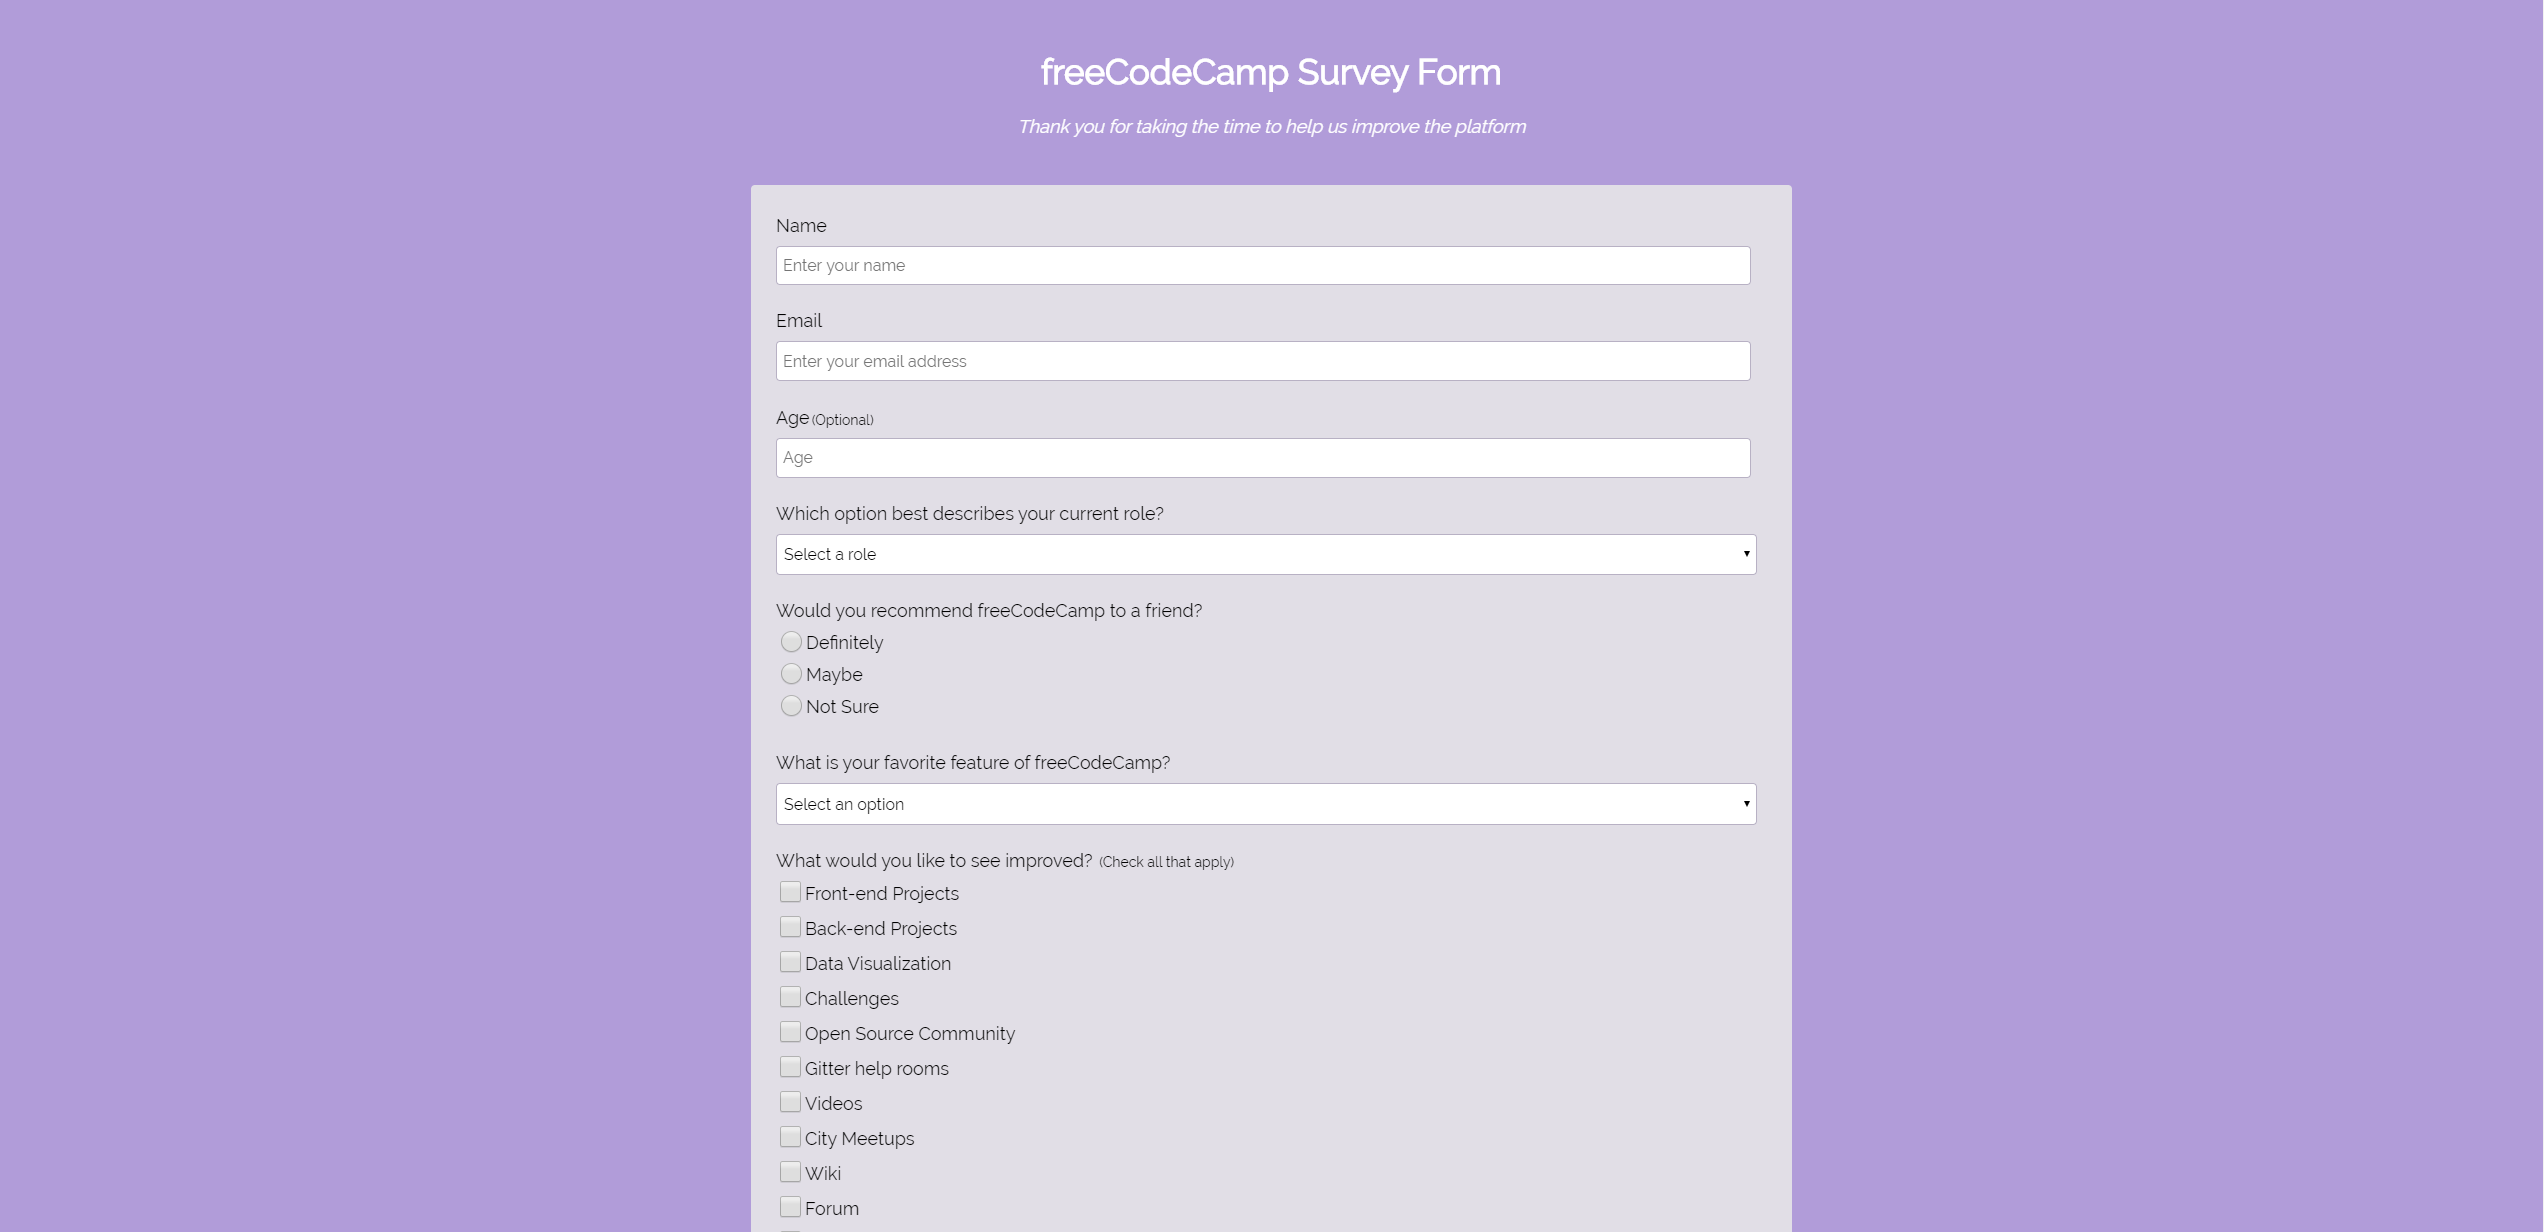 freeCodeCamp Survey Form
Thank you for taking the time to help us improve the platform
Name
Enter your name
Email
Enter your email address
Age (Optional)
Age
Which option best describes your current role?
Select a role
Would you recommend freeCodeCamp to a friend?
Definitely
Maybe
Not Sure
What is your favorite feature of freeCodeCamp?
Select an option
What would you like to see improved? (Check all that apply)
Front-end Projects
Back-end Projects
Data Visualization
Challenges
Open Source Community
Gitter help rooms
Videos
City Meetups
Wiki
Forum